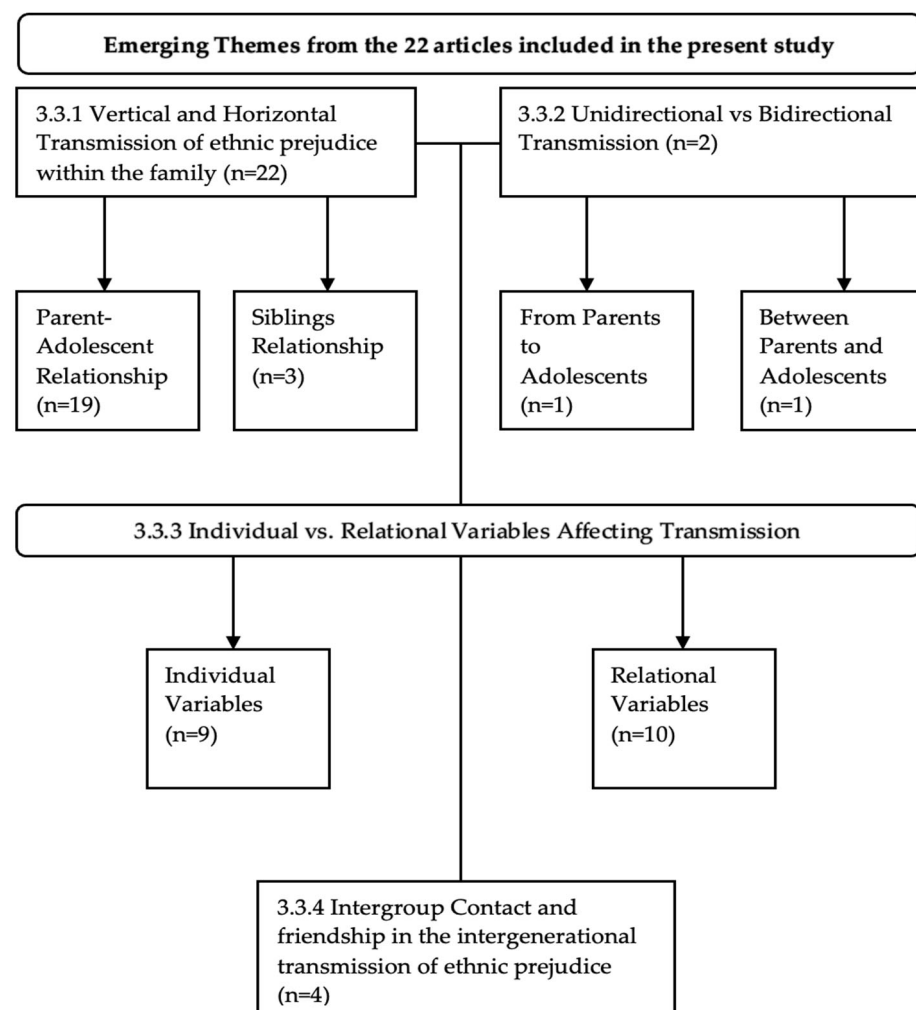 Emerging Themes from the 22 articles included in the present study
3.3.1 Vertical and Horizontal
Transmission of ethnic prejudice
within the family (n=22)
3.3.2 Unidirectional vs Bidirectional
Transmission (n=2)
Parent-
Adolescent
Relationship
(n=19)
Siblings
Relationship
(n=3)
From Parents
to
Adolescents
(n=1)
Between
Parents and
Adolescents
(n=1)
3.3.3 Individual vs. Relational Variables Affecting Transmission
Individual
Variables
(n=9)
Relational
Variables
(n=10)
3.3.4 Intergroup Contact and
friendship in the intergenerational
transmission of ethnic prejudice
(n=4)